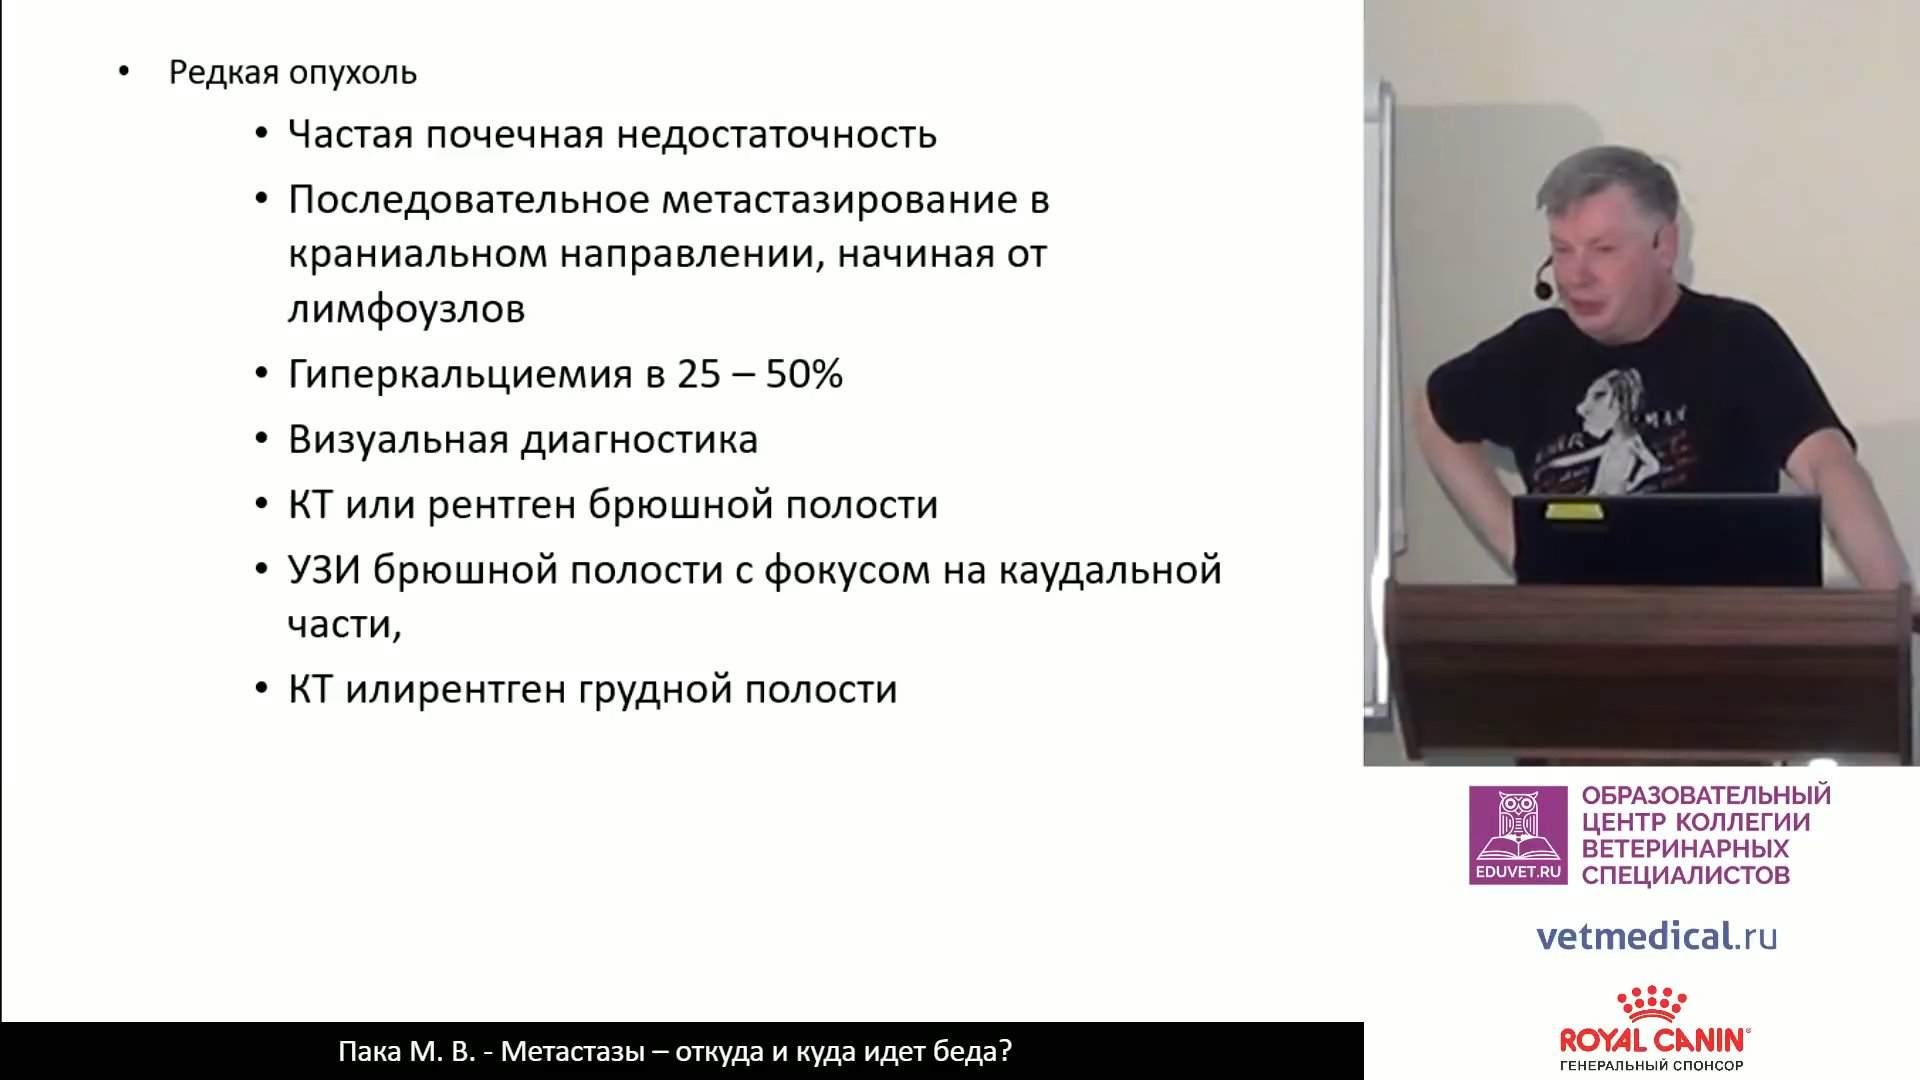 • Редкая опухоль
• Частая почечная недостаточность
• Последовательное метастазирование в
краниальном направлении, начиная от
лимфоузлов
• Гиперкальциемия в 25 – 50%
• Визуальная диагностика
• КТ или рентген брюшной полости
• УЗИ брюшной полости с фокусом на каудальной
части,
• КТ илирентген грудной полости
EDUVET.RU
ОБРАЗОВАТЕЛЬНЫЙ
ЦЕНТР КОЛЛЕГИИ
ВЕТЕРИНАРНЫХ
СПЕЦИАЛИСТОВ
vetmedical.ru
ROYAL CANIN®
ГЕНЕРАЛЬНЫЙ СПОНСОР
Пака М. В. - Метастазы – откуда и куда идет беда?